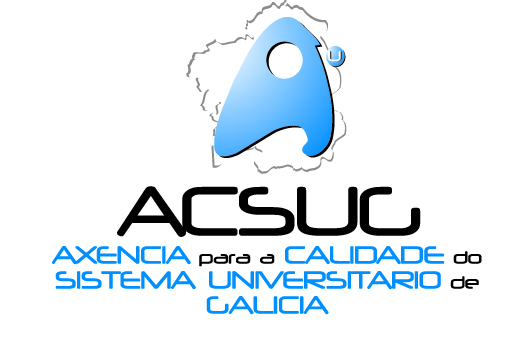 U
ACSUG
AXENCIA para a CALIDADE do
SISTEMA UNIVERSITARIO de
GALICIA